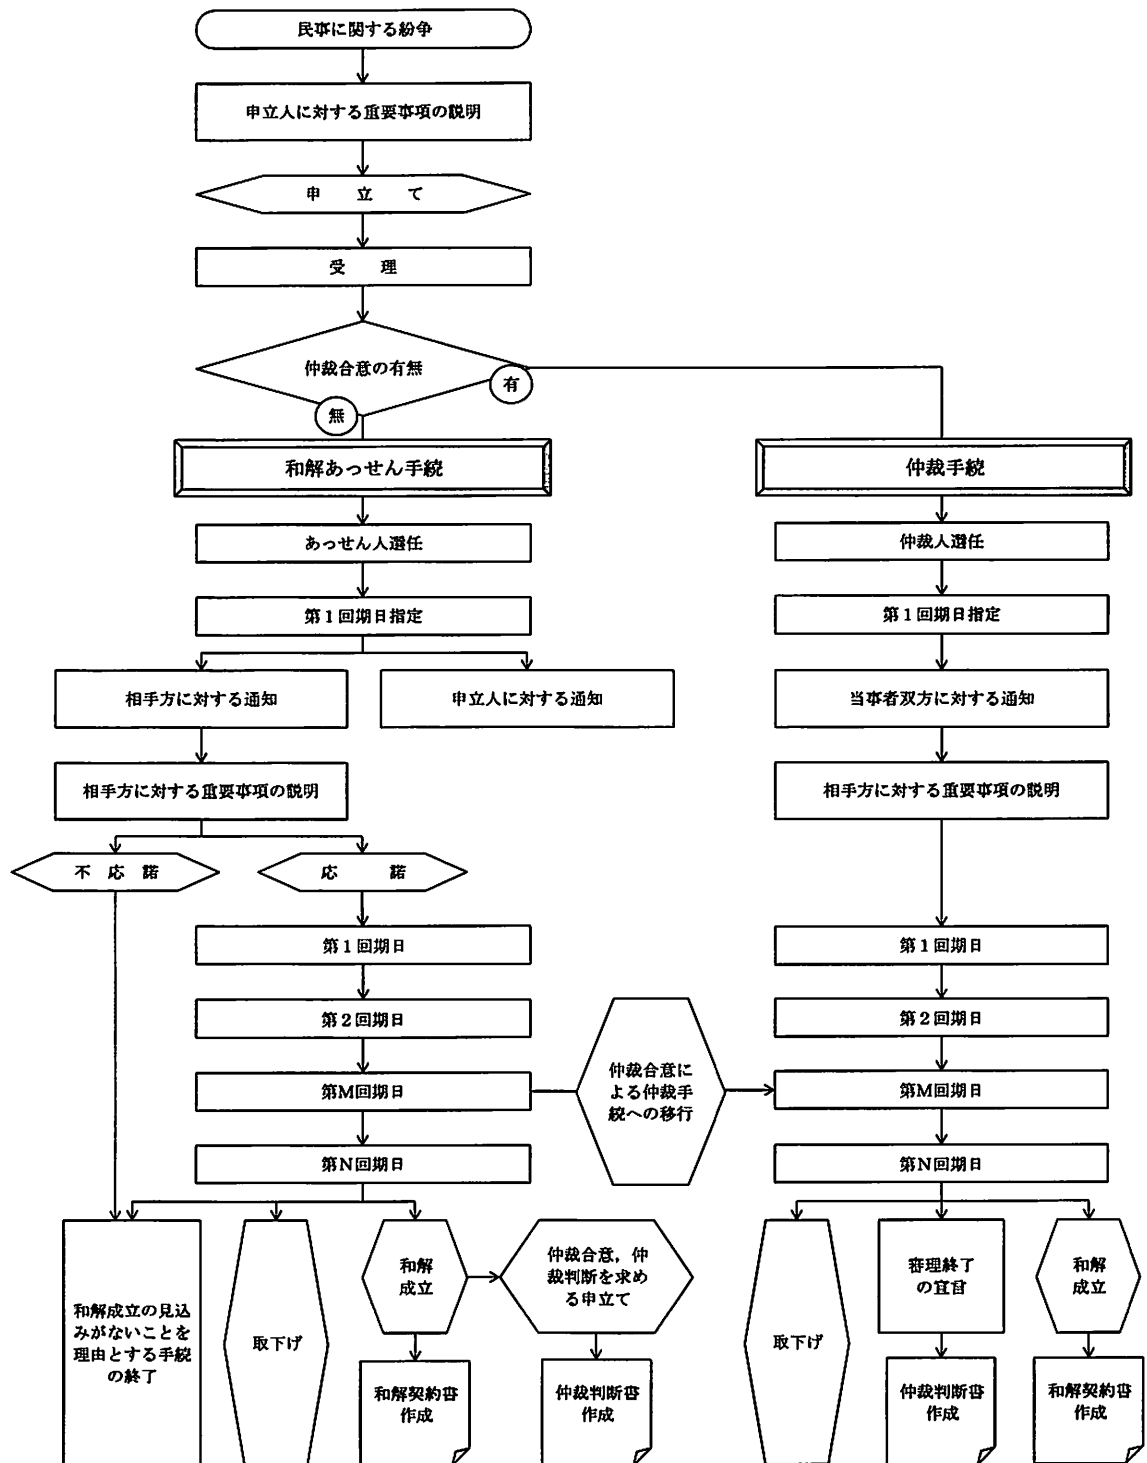 民事に関する紛争
申立人に対する重要事項の説明
申　立　て
受　理
仲裁合意の有無
有
無
和解あっせん手続
仲裁手続
あっせん人選任
仲裁人選任
第1回期日指定
第1回期日指定
相手方に対する通知
申立人に対する通知
当事者双方に対する通知
相手方に対する重要事項の説明
相手方に対する重要事項の説明
不　応　諾
応　諾
第1回期日
第1回期日
第2回期日
第2回期日
仲裁合意に
よる仲裁手
続への移行
第M回期日
第M回期日
第N回期日
第N回期日
和解成立の見込
みがないことを
理由とする手続
の終了
取下げ
和解
成立
仲裁合意，仲
裁判断を求め
る申立て
和解契約書
作成
仲裁判断書
作成
取下げ
審理終了
の宣言
和解
成立
仲裁判断書
作成
和解契約書
作成